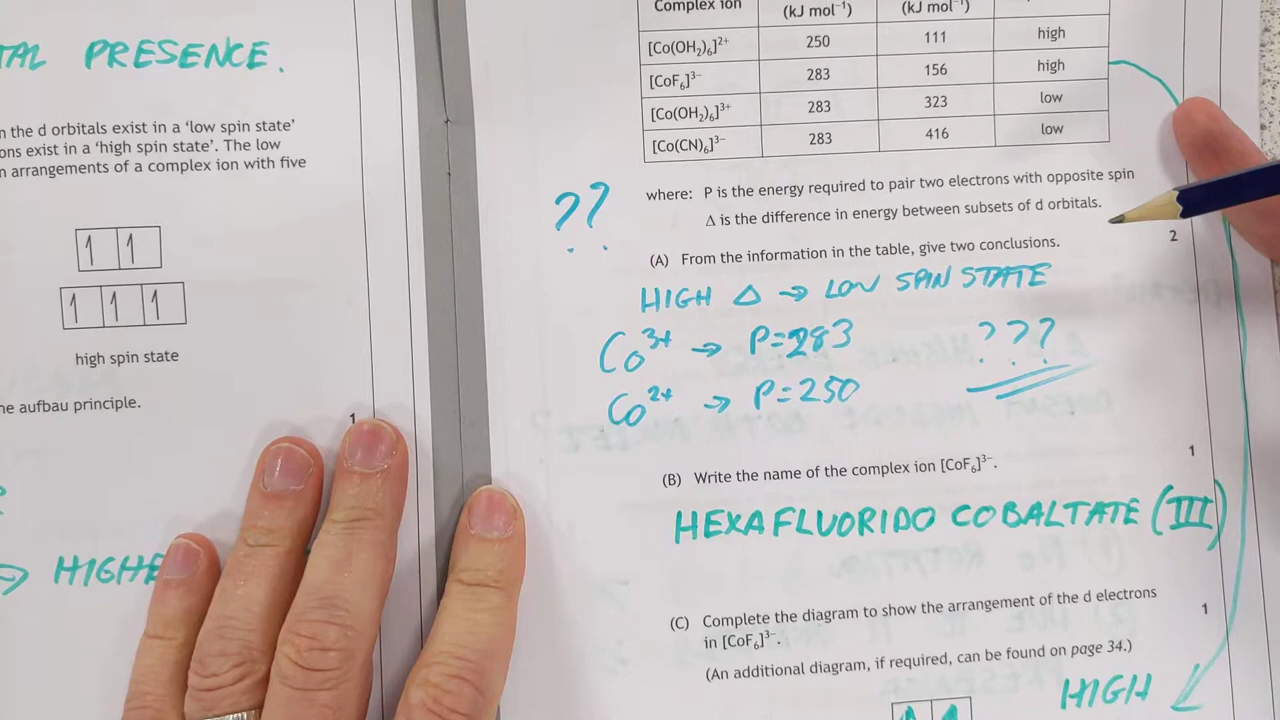 TAL PRESENCE.
n the d orbitals exist in a 'low spin state'
ons exist in a 'high spin state'. The low
n arrangements of a complex ion with five
1 1
1 1 1
high spin state
he aufbau principle.
1
→ HIGHE
Complex ion (kJ mol⁻¹) (kJ mol⁻¹)
[Co(OH₂)₆]²⁺ 250 111 high
[CoF₆]³⁻ 283 156 high
[Co(OH₂)₆]³⁺ 283 323 low
[Co(CN)₆]³⁻ 283 416 low
??
where: P is the energy required to pair two electrons with opposite spin
Δ is the difference in energy between subsets of d orbitals.
(A) From the information in the table, give two conclusions. 2
HIGH Δ → LOW SPIN STATE
Co³⁺ → P=283 ???
Co²⁺ → P=250
(B) Write the name of the complex ion [CoF₆]³⁻. 1
HEXAFLUORIDO COBALTATE (III)
(C) Complete the diagram to show the arrangement of the d electrons 1
in [CoF₆]³⁻.
(An additional diagram, if required, can be found on page 34.)
HIGH